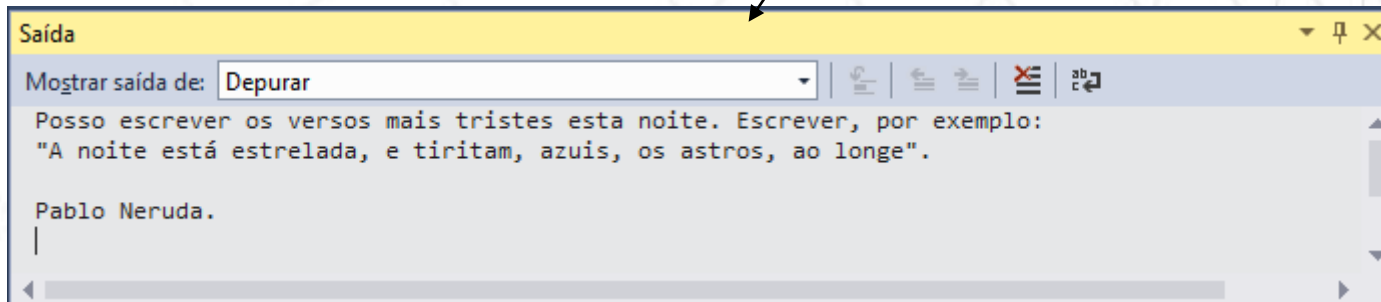 Saída
Mostrar saída de: Depurar
Posso escrever os versos mais tristes esta noite. Escrever, por exemplo:
"A noite está estrelada, e tiritam, azuis, os astros, ao longe".
Pablo Neruda.